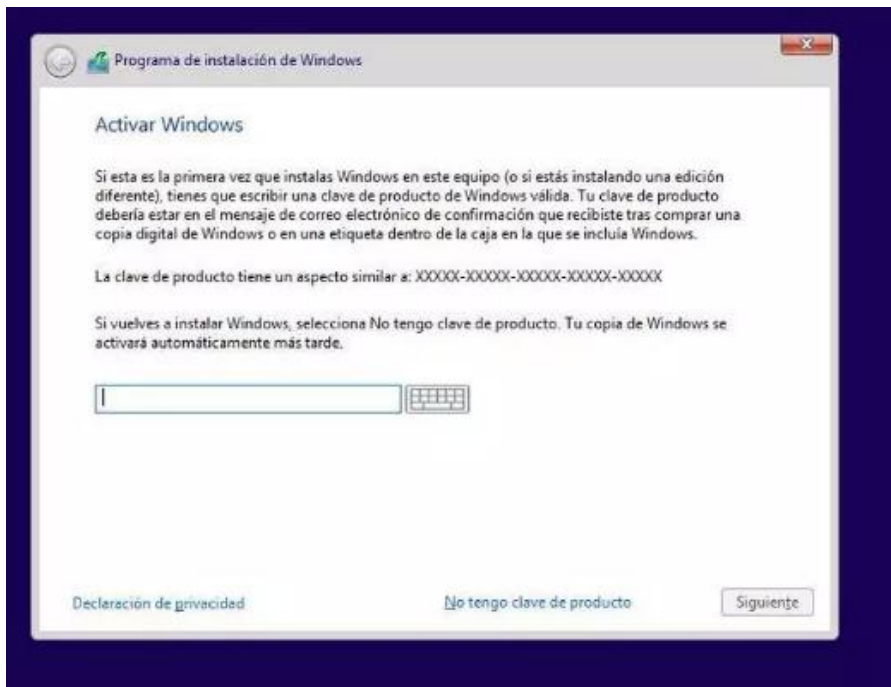 Programa de instalación de Windows
Activar Windows
Si esta es la primera vez que instalas Windows en este equipo (o si estás instalando una edición
diferente), tienes que escribir una clave de producto de Windows válida. Tu clave de producto
debería estar en el mensaje de correo electrónico de confirmación que recibiste tras comprar una
copia digital de Windows o en una etiqueta dentro de la caja en la que se incluía Windows.
La clave de producto tiene un aspecto similar a: XXXXX-XXXXX-XXXXX-XXXXX-XXXXX
Si vuelves a instalar Windows, selecciona No tengo clave de producto. Tu copia de Windows se
activará automáticamente más tarde.
Declaración de privacidad
No tengo clave de producto
Siguiente